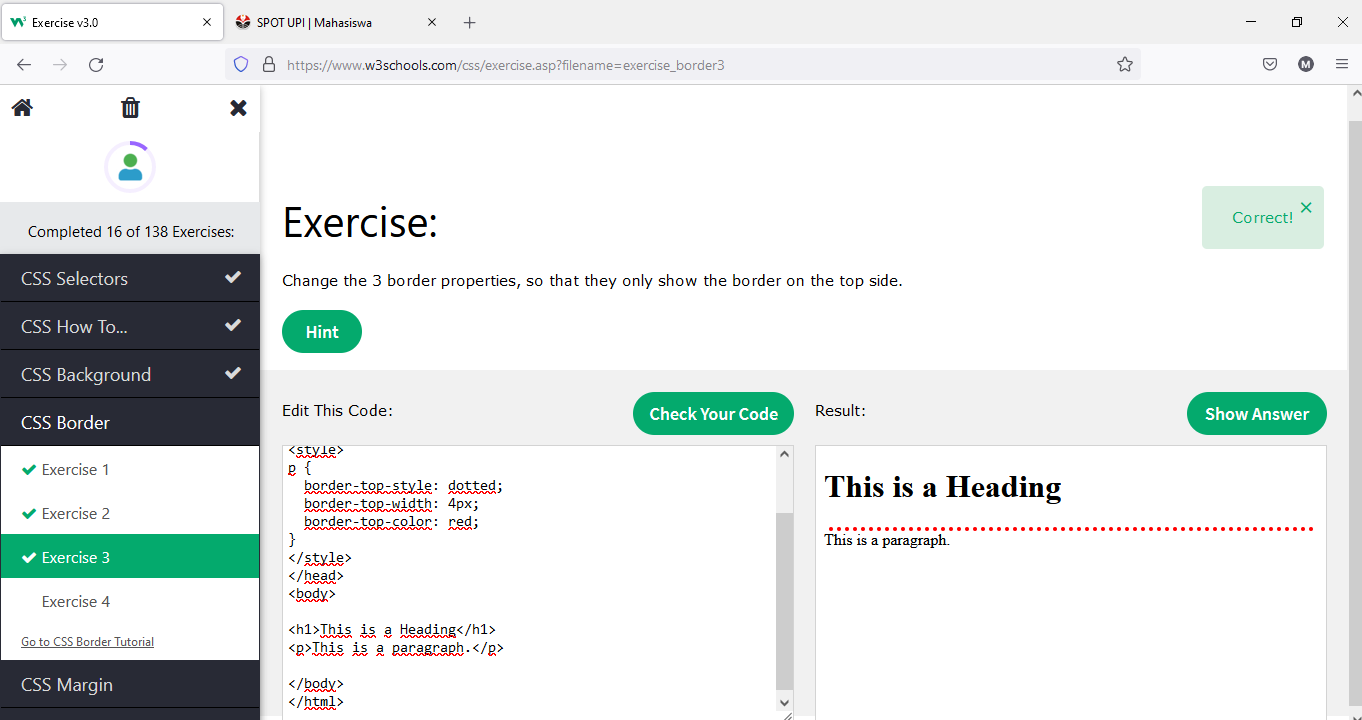 Exercise v3.0
SPOT UPI | Mahasiswa
https://www.w3schools.com/css/exercise.asp?filename=exercise_border3
M
Completed 16 of 138 Exercises:
CSS Selectors
CSS How To...
CSS Background
CSS Border
Exercise 1
Exercise 2
Exercise 3
Exercise 4
Go to CSS Border Tutorial
CSS Margin
Exercise:
Correct!
Change the 3 border properties, so that they only show the border on the top side.
Hint
Edit This Code:
Check Your Code
<style>
p {
  border-top-style: dotted;
  border-top-width: 4px;
  border-top-color: red;
}
</style>
</head>
<body>

<h1>This is a Heading</h1>
<p>This is a paragraph.</p>

</body>
</html>
Result:
Show Answer
This is a Heading
This is a paragraph.